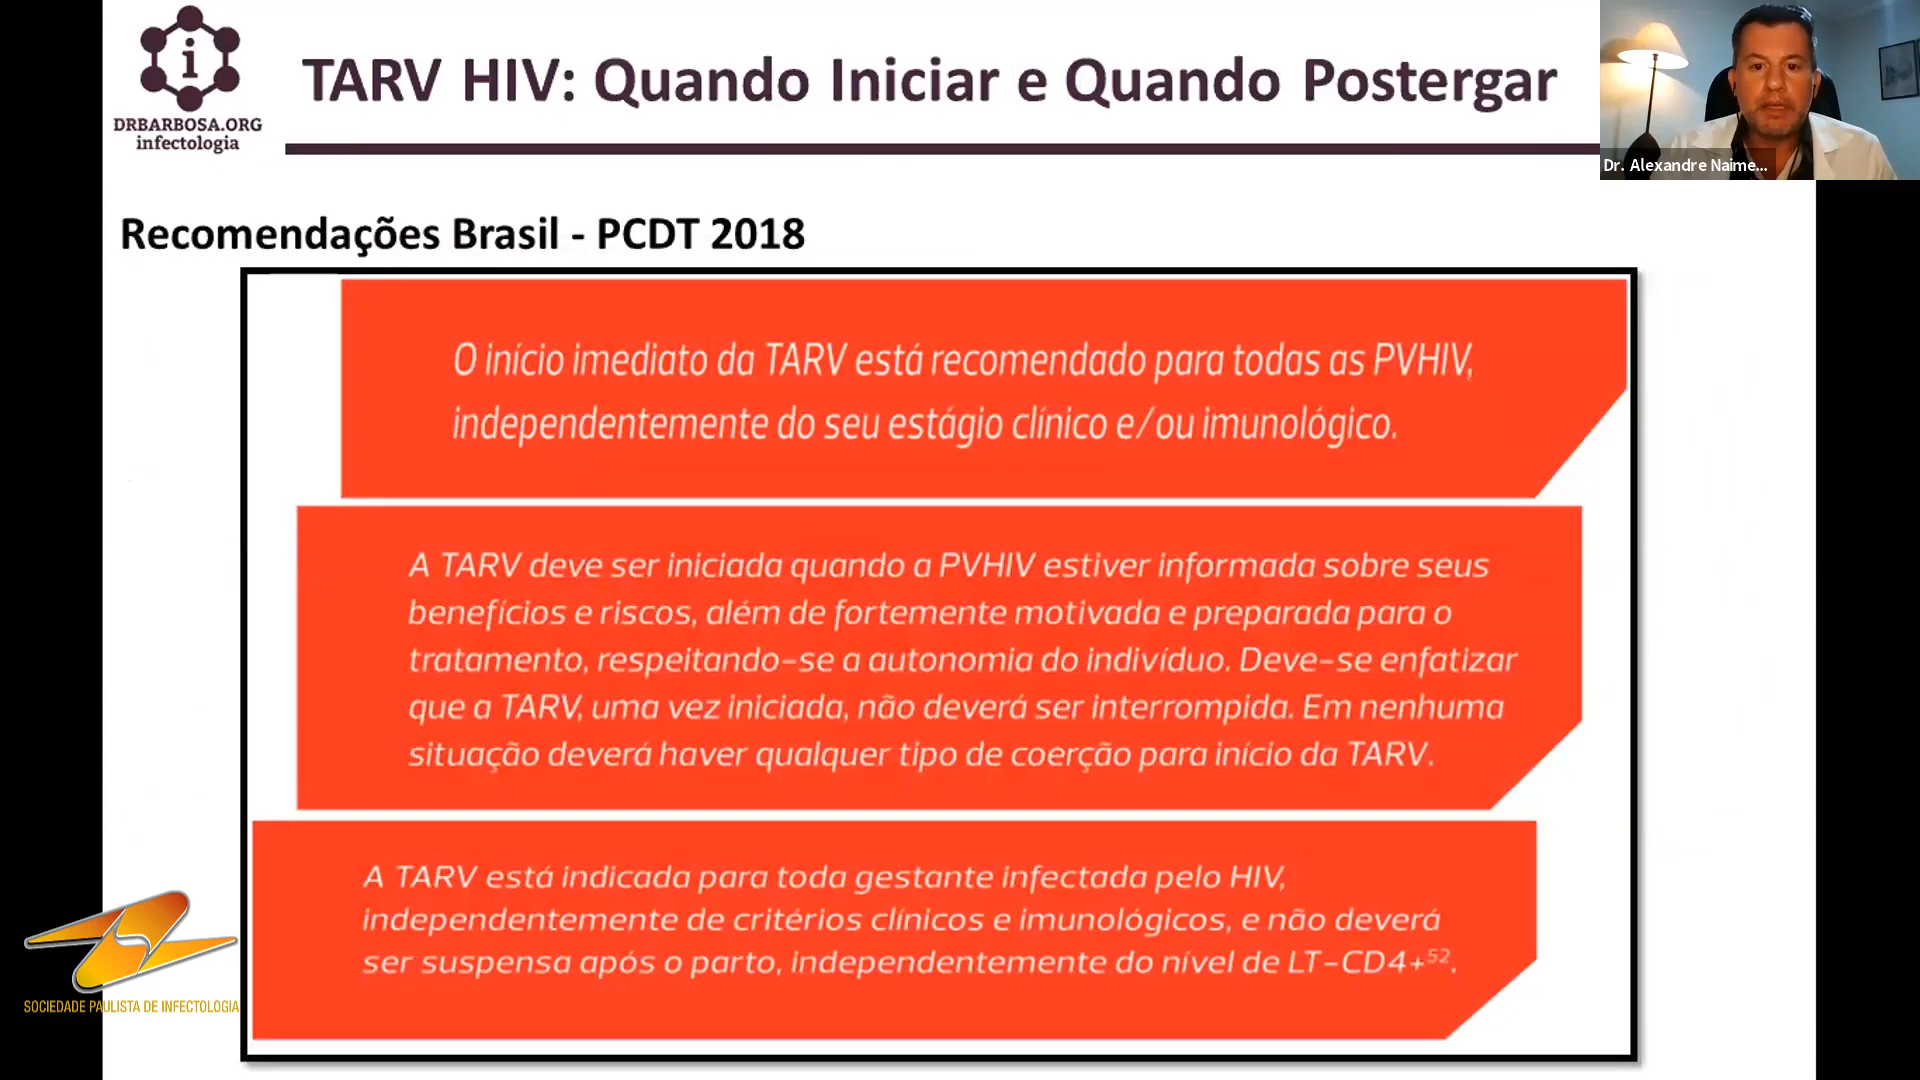 DRBARBOSA.ORG
infectologia
TARV HIV: Quando Iniciar e Quando Postergar
Dr. Alexandre Naime...
Recomendações Brasil - PCDT 2018
O início imediato da TARV está recomendado para todas as PVHIV,
independentemente do seu estágio clínico e/ou imunológico.
A TARV deve ser iniciada quando a PVHIV estiver informada sobre seus
benefícios e riscos, além de fortemente motivada e preparada para o
tratamento, respeitando-se a autonomia do indivíduo. Deve-se enfatizar
que a TARV, uma vez iniciada, não deverá ser interrompida. Em nenhuma
situação deverá haver qualquer tipo de coerção para início da TARV.
A TARV está indicada para toda gestante infectada pelo HIV,
independentemente de critérios clínicos e imunológicos, e não deverá
ser suspensa após o parto, independentemente do nível de LT-CD4+⁵².
SOCIEDADE PAULISTA DE INFECTOLOGIA